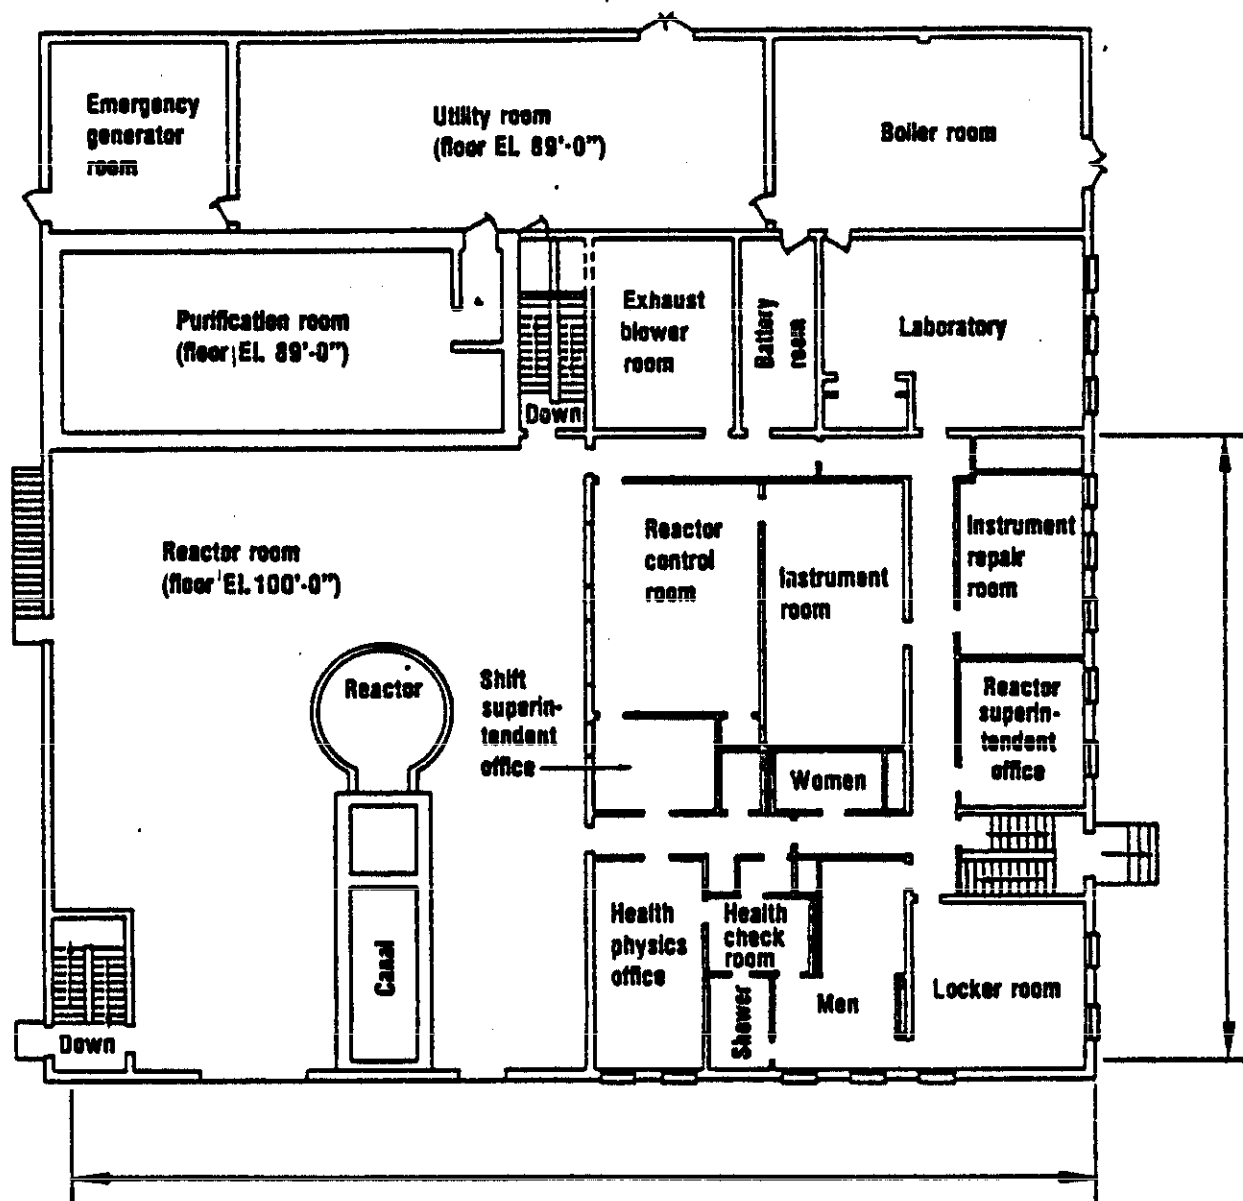 Emergency
generator
room
Utility room
(floor EL 89'-0")
Boiler room
Purification room
(floor EL 89'-0")
Exhaust
blower
room
Battery
room
Laboratory
Down
Reactor room
(floor EL 100'-0")
Reactor
control
room
Instrument
room
Instrument
repair
room
Reactor
Shift
superin-
tendent
office
Reactor
superin-
tendent
office
Women
Health
physics
office
Health
check
room
Canal
Shower
Men
Locker room
Down